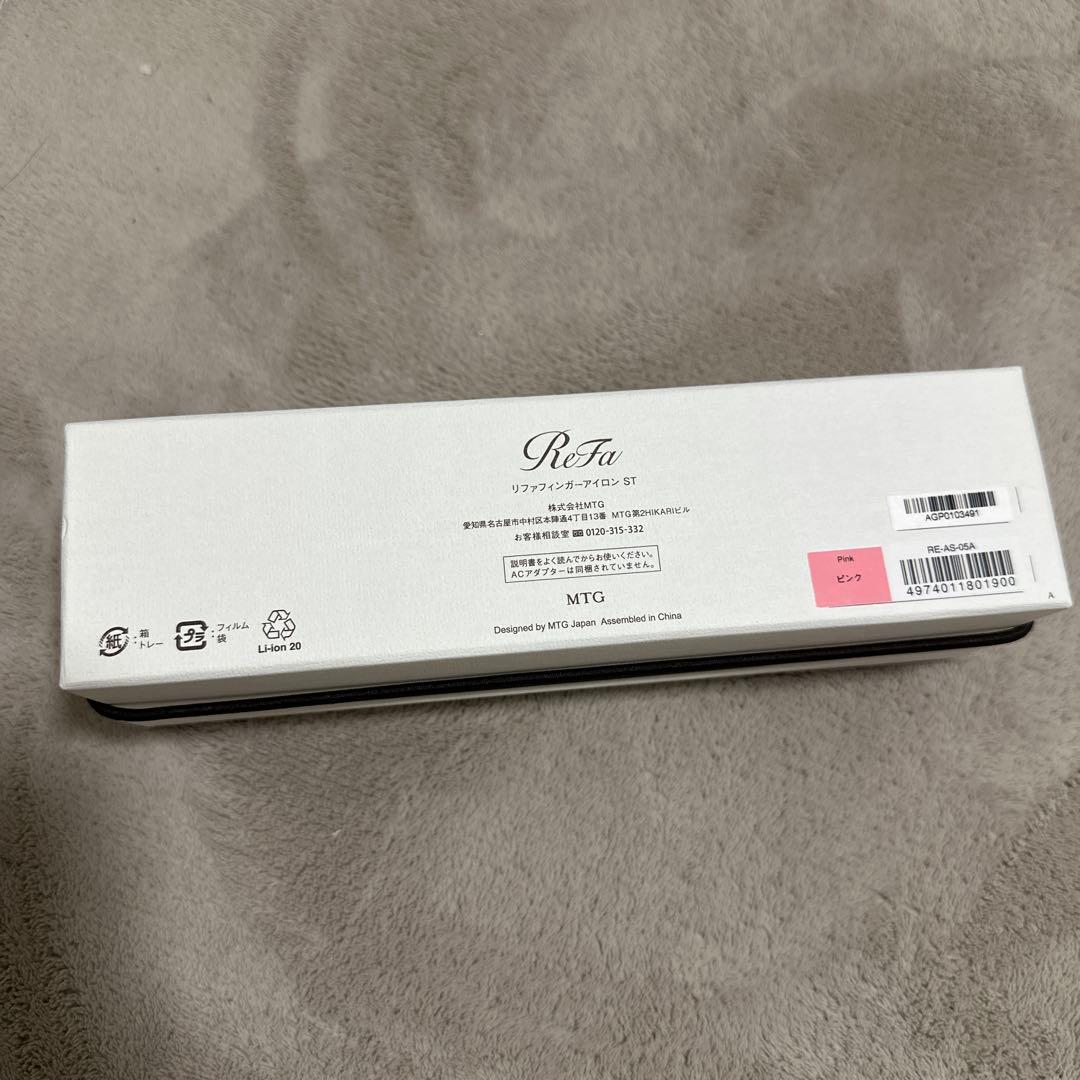 ReFa
リファフィンガーアイロン ST
株式会社MTG
愛知県名古屋市中村区本陣通4丁目13番 MTG第2HIKARIビル
お客様相談室 0120-315-332
説明書をよく読んでからお使いください。
ACアダプターは同梱されていません。
MTG
Designed by MTG Japan Assembled in China
紙
:箱
:トレー
プラ
:フィルム
:袋
Li-ion 20
AGP0103491
Pink
ピンク
RE-AS-05A
4974011801900
A